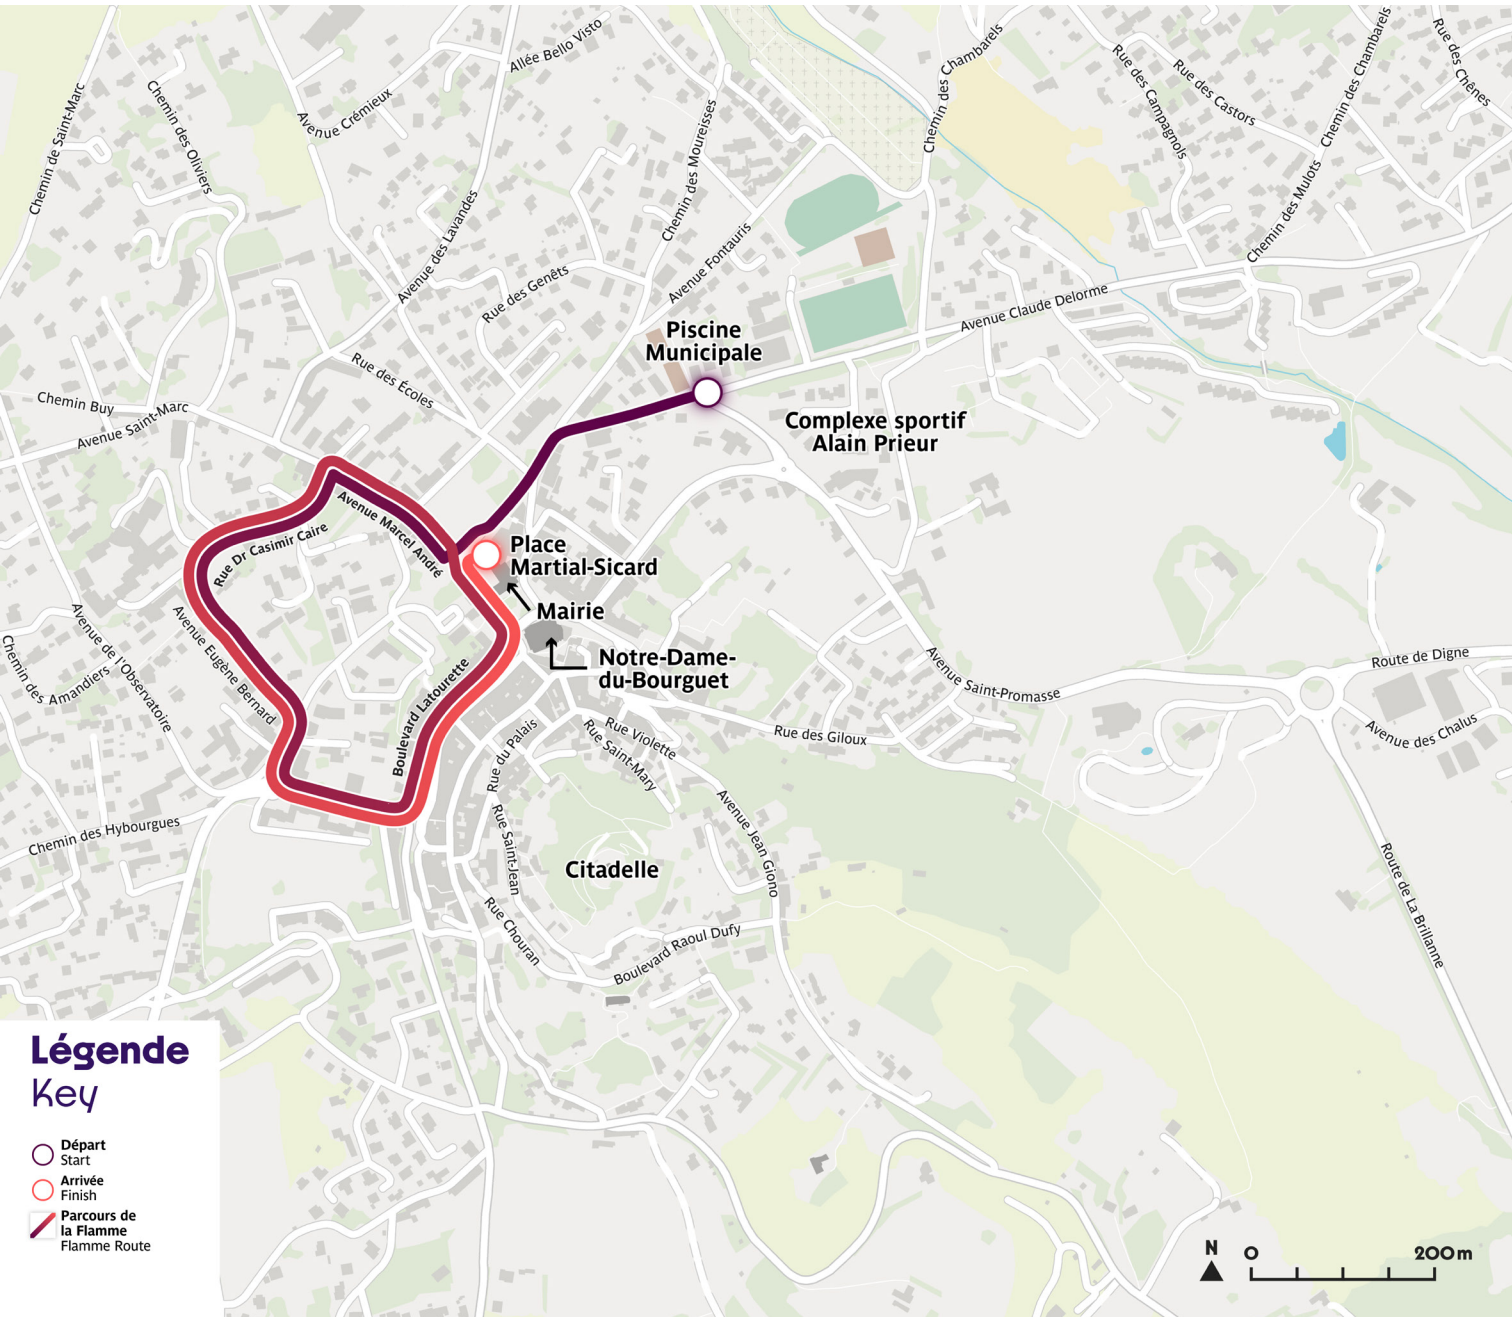 Allée Bello Visto
Chemin des Chambarels
Rue des Campagnols
Rue des Castors
Chemin des Chambarels
Rue des Chênes
Chemin de Saint-Marc
Chemin des Oliviers
Avenue Crémieux
Chemin des Moureisses
Chemin des Mulots
Avenue des Lavandes
Avenue Fontauris
Rue des Genêts
Avenue Claude Delorme
Piscine
Municipale
Rue des Écoles
Chemin Buy
Avenue Saint-Marc
Complexe sportif
Alain Prieur
Avenue Marcel André
Rue Dr Casimir Caire
Place
Martial-Sicard
Mairie
Notre-Dame-
du-Bourguet
Avenue Eugène Bernard
Avenue de l'Observatoire
Chemin des Amandiers
Boulevard Latourette
Avenue Saint-Promasse
Route de Digne
Avenue des Chalus
Rue des Giloux
Rue Violette
Rue Saint-Mary
Rue du Palais
Avenue Jean Giono
Chemin des Hybourgues
Rue Saint-Jean
Citadelle
Rue Chouran
Boulevard Raoul Dufy
Route de La Brillanne
Légende
Key
Départ
Start
Arrivée
Finish
Parcours de
la Flamme
Flamme Route
N
0
200 m